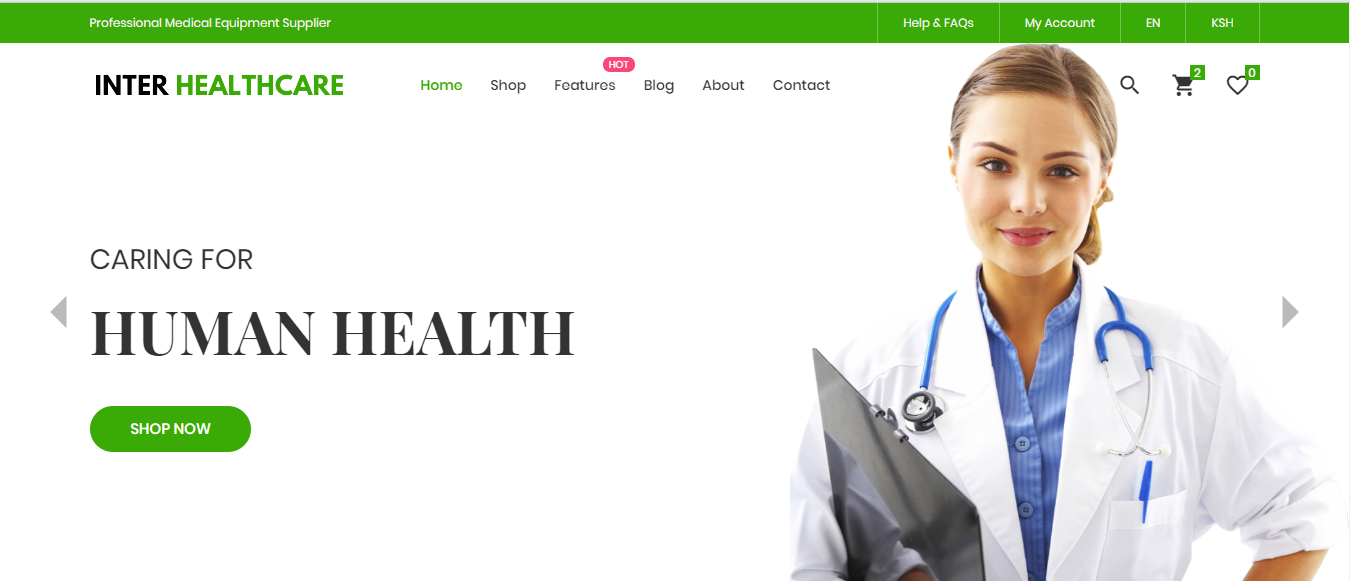 Professional Medical Equipment Supplier
Help & FAQs
My Account
EN
KSH
INTER HEALTHCARE
Home
Shop
Features
HOT
Blog
About
Contact
2
0
CARING FOR
HUMAN HEALTH
SHOP NOW